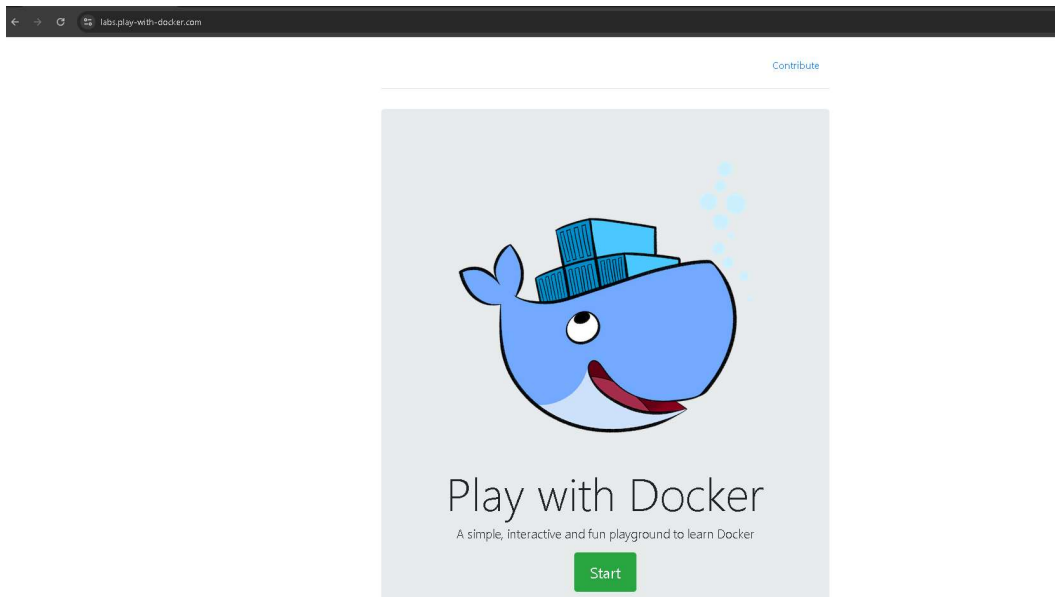 labs.play-with-docker.com
Contribute
Play with Docker
A simple, interactive and fun playground to learn Docker
Start